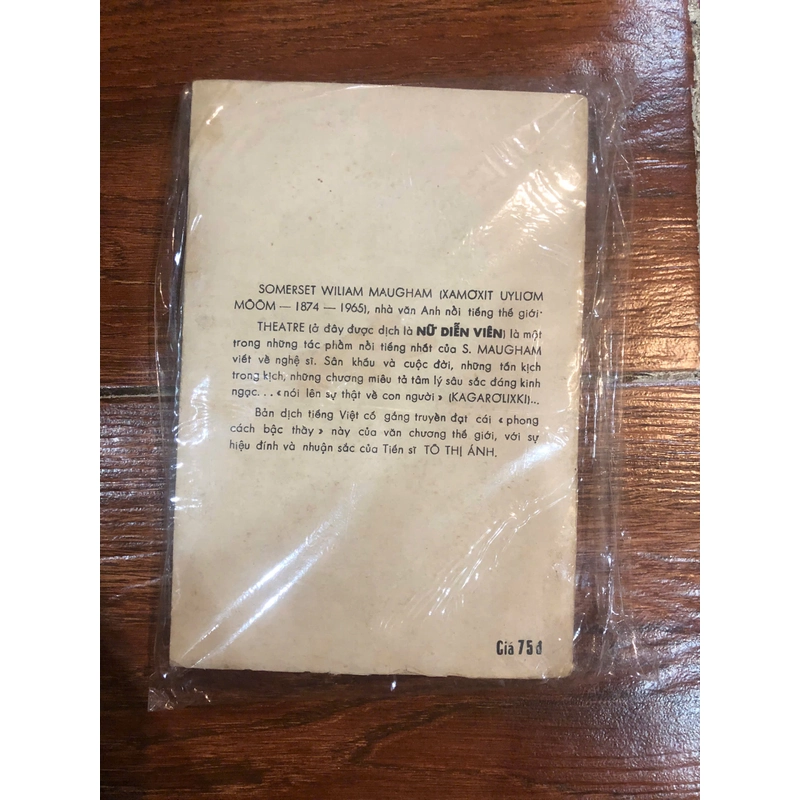 SOMERSET WILIAM MAUGHAM (XAMƠXIT UYLIƠM
MÔÔM — 1874 — 1965), nhà văn Anh nổi tiếng thế giới·
THEATRE (ở đây được dịch là NỮ DIỄN VIÊN) là một
trong những tác phẩm nổi tiếng nhất của S. MAUGHAM
viết về nghệ sĩ. Sân khấu và cuộc đời, những tấn kịch
trong kịch, những chương miêu tả tâm lý sâu sắc đáng kinh
ngạc. . . «nói lên sự thật về con người» (KAGARƠLIXKI)...
Bản dịch tiếng Việt cố gắng truyền đạt cái «phong
cách bậc thầy» này của văn chương thế giới, với sự
hiệu đính và nhuận sắc của Tiến sĩ TÔ THỊ ÁNH.
Giá 75đ